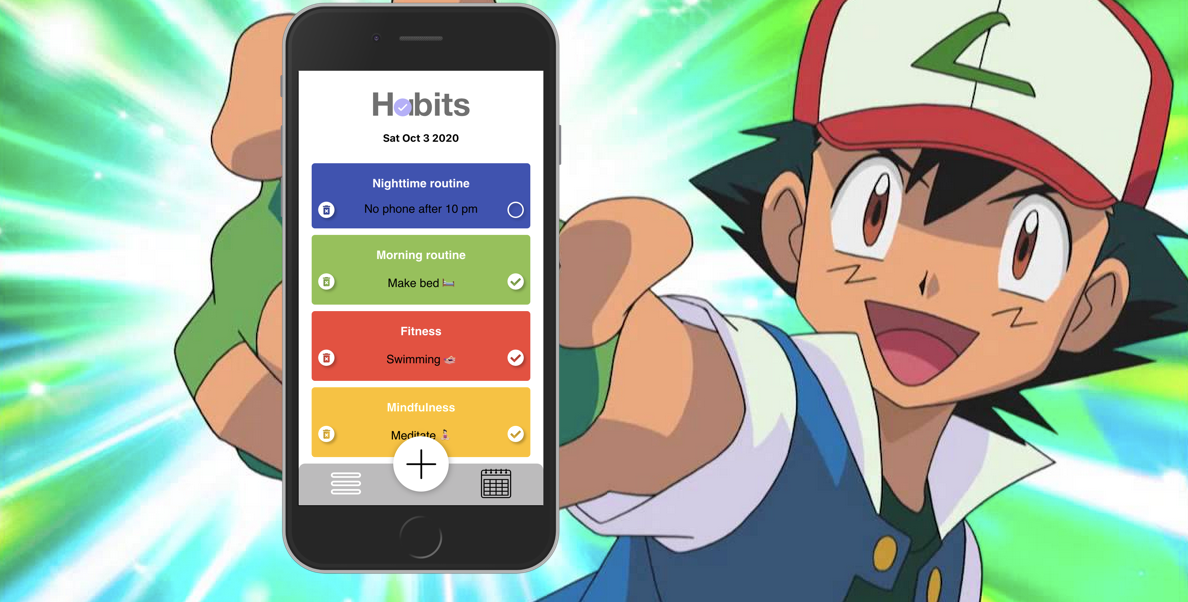 Habits
Sat Oct 3 2020
Nighttime routine
No phone after 10 pm
Morning routine
Make bed 🛏️
Fitness
Swimming 🏊
Mindfulness
Meditate 🧘